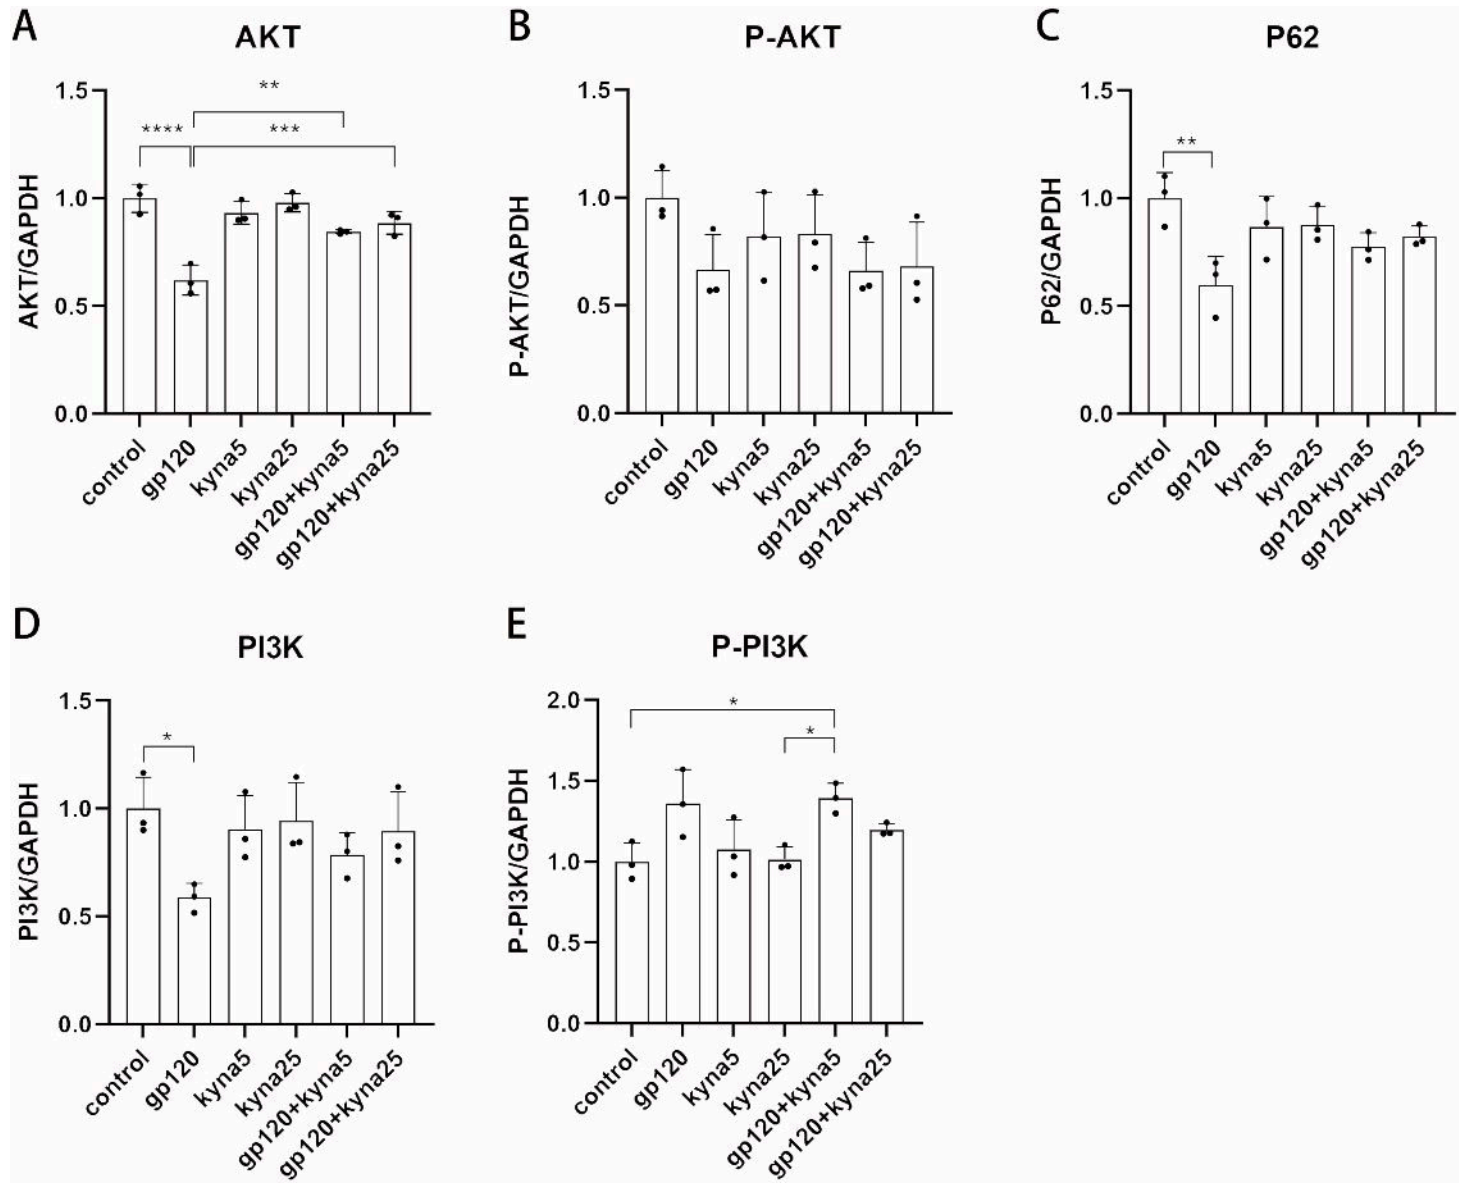 A
AKT
AKT/GAPDH
1.5
1.0
0.5
0.0
**
****
***
control
gp120
kyna5
kyna25
gp120+kyna5
gp120+kyna25
B
P-AKT
P-AKT/GAPDH
1.5
1.0
0.5
0.0
control
gp120
kyna5
kyna25
gp120+kyna5
gp120+kyna25
C
P62
P62/GAPDH
1.5
1.0
0.5
0.0
**
control
gp120
kyna5
kyna25
gp120+kyna5
gp120+kyna25
D
PI3K
PI3K/GAPDH
1.5
1.0
0.5
0.0
*
control
gp120
kyna5
kyna25
gp120+kyna5
gp120+kyna25
E
P-PI3K
P-PI3K/GAPDH
2.0
1.5
1.0
0.5
0.0
*
*
control
gp120
kyna5
kyna25
gp120+kyna5
gp120+kyna25